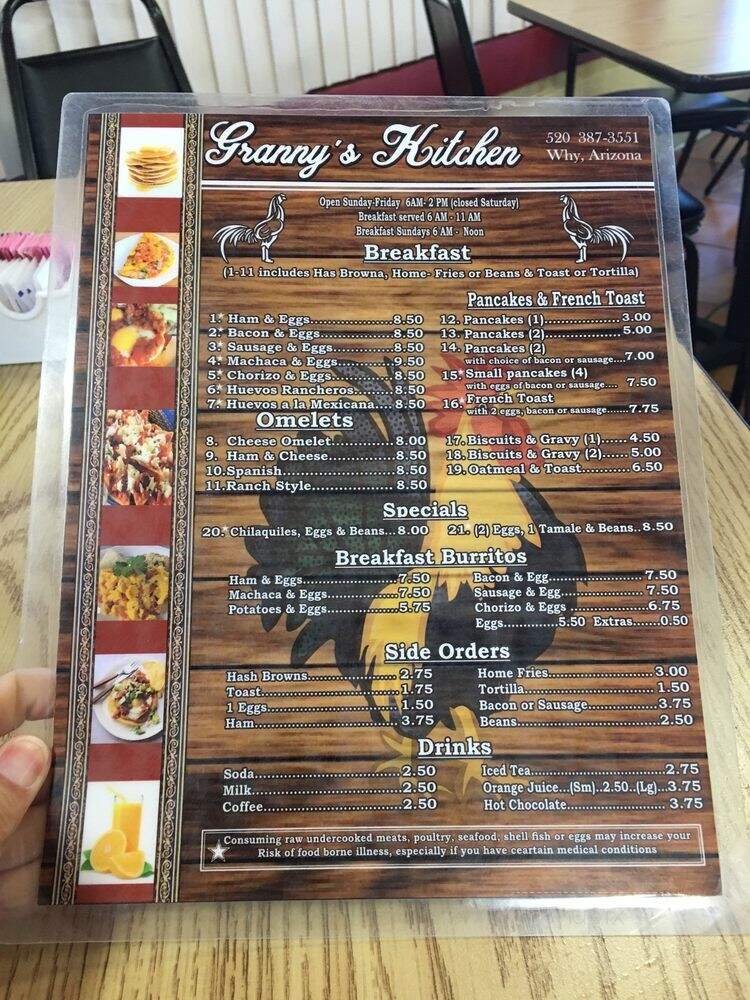 Granny's Kitchen
520 387-3551
Why, Arizona
Open Sunday-Friday 6AM- 2 PM (closed Saturday)
Breakfast served 6 AM - 11 AM
Breakfast Sundays 6 AM - Noon
Breakfast
(1-11 includes Has Browna, Home- Fries or Beans & Toast or Tortilla)
1.* Ham & Eggs..................8.50
2.* Bacon & Eggs................8.50
3.* Sausage & Eggs............8.50
4.* Machaca & Eggs............9.50
5.* Chorizo & Eggs.............8.50
6.* Huevos Rancheros.........8.50
7.* Huevos a la Mexicana....8.50
Omelets
8. Cheese Omelet..............8.00
9. Ham & Cheese...............8.50
10.Spanish.........................8.50
11.Ranch Style...................8.50
Pancakes & French Toast
12. Pancakes (1)..................3.00
13. Pancakes (2)..................5.00
14. Pancakes (2)
with choice of bacon or sausage....7.00
15.* Small pancakes (4)
with eggs of bacon or sausage.... 7.50
16.* French Toast
with 2 eggs, bacon or sausage.......7.75
17.Biscuits & Gravy (1)...... 4.50
18.Biscuits & Gravy (2)...... 5.00
19. Oatmeal & Toast...........6.50
Specials
20.* Chilaquiles, Eggs & Beans...8.00 21.* (2) Eggs, 1 Tamale & Beans..8.50
Breakfast Burritos
Ham & Eggs...................7.50
Machaca & Eggs..............7.50
Potatoes & Eggs..............5.75
Bacon & Egg...................7.50
Sausage & Egg................ 7.50
Chorizo & Eggs ...............6.75
Eggs...........5.50 Extras.......0.50
Side Orders
Hash Browns..................2.75
Toast.............................1.75
1 Eggs............................1.50
Ham..............................3.75
Home Fries.....................3.00
Tortilla..........................1.50
Bacon or Sausage............3.75
Beans............................2.50
Drinks
Soda..............................2.50
Milk..............................2.50
Coffee............................2.50
Iced Tea.........................2.75
Orange Juice...(Sm)..2.50..(Lg)...3.75
Hot Chocolate.................3.75
Consuming raw undercooked meats, poultry, seafood, shell fish or eggs may increase your
Risk of food borne illness, especially if you have ceartain medical conditions